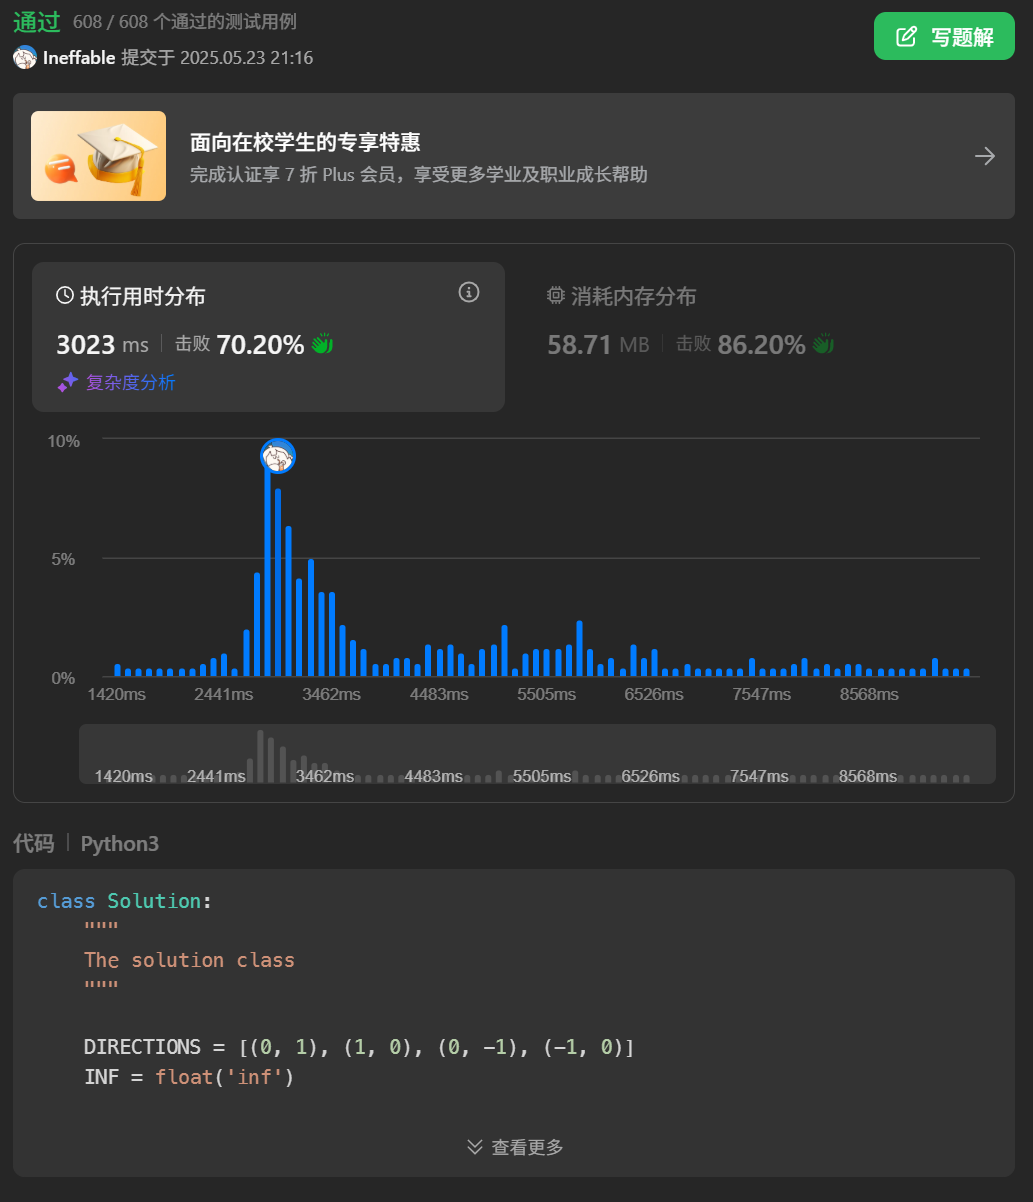 通过 608 / 608 个通过的测试用例
Ineffable 提交于 2025.05.23 21:16
写题解
面向在校学生的专享特惠
完成认证享 7 折 Plus 会员，享受更多学业及职业成长帮助
执行用时分布
3023 ms 击败 70.20%
复杂度分析
消耗内存分布
58.71 MB 击败 86.20%
10%
5%
0%
1420ms 2441ms 3462ms 4483ms 5505ms 6526ms 7547ms 8568ms
1420ms 2441ms 3462ms 4483ms 5505ms 6526ms 7547ms 8568ms
代码 Python3
class Solution:
"""
The solution class
"""
DIRECTIONS = [(0, 1), (1, 0), (0, -1), (-1, 0)]
INF = float('inf')
查看更多